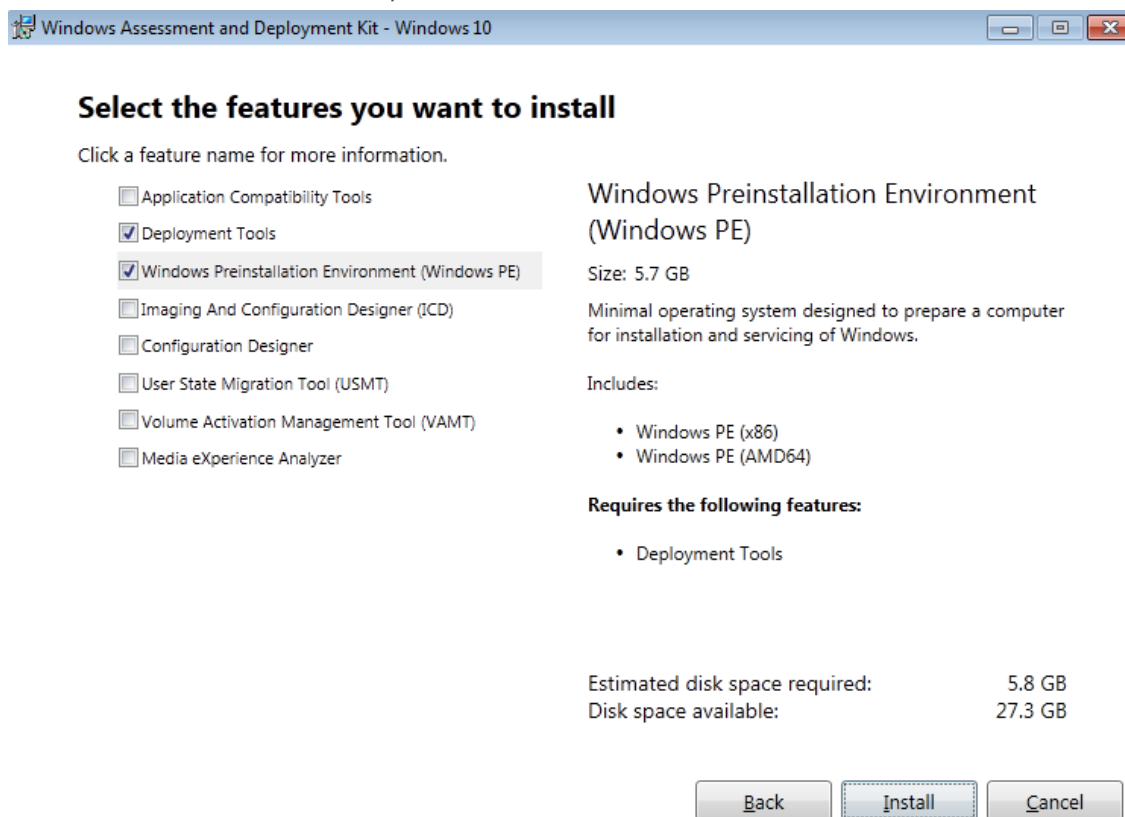 Windows Assessment and Deployment Kit - Windows 10
Select the features you want to install
Click a feature name for more information.
Application Compatibility Tools
Deployment Tools
Windows Preinstallation Environment (Windows PE)
Imaging And Configuration Designer (ICD)
Configuration Designer
User State Migration Tool (USMT)
Volume Activation Management Tool (VAMT)
Media eXperience Analyzer
Windows Preinstallation Environment
(Windows PE)
Size: 5.7 GB
Minimal operating system designed to prepare a computer
for installation and servicing of Windows.
Includes:
• Windows PE (x86)
• Windows PE (AMD64)
Requires the following features:
• Deployment Tools
Estimated disk space required: 5.8 GB
Disk space available: 27.3 GB
Back Install Cancel